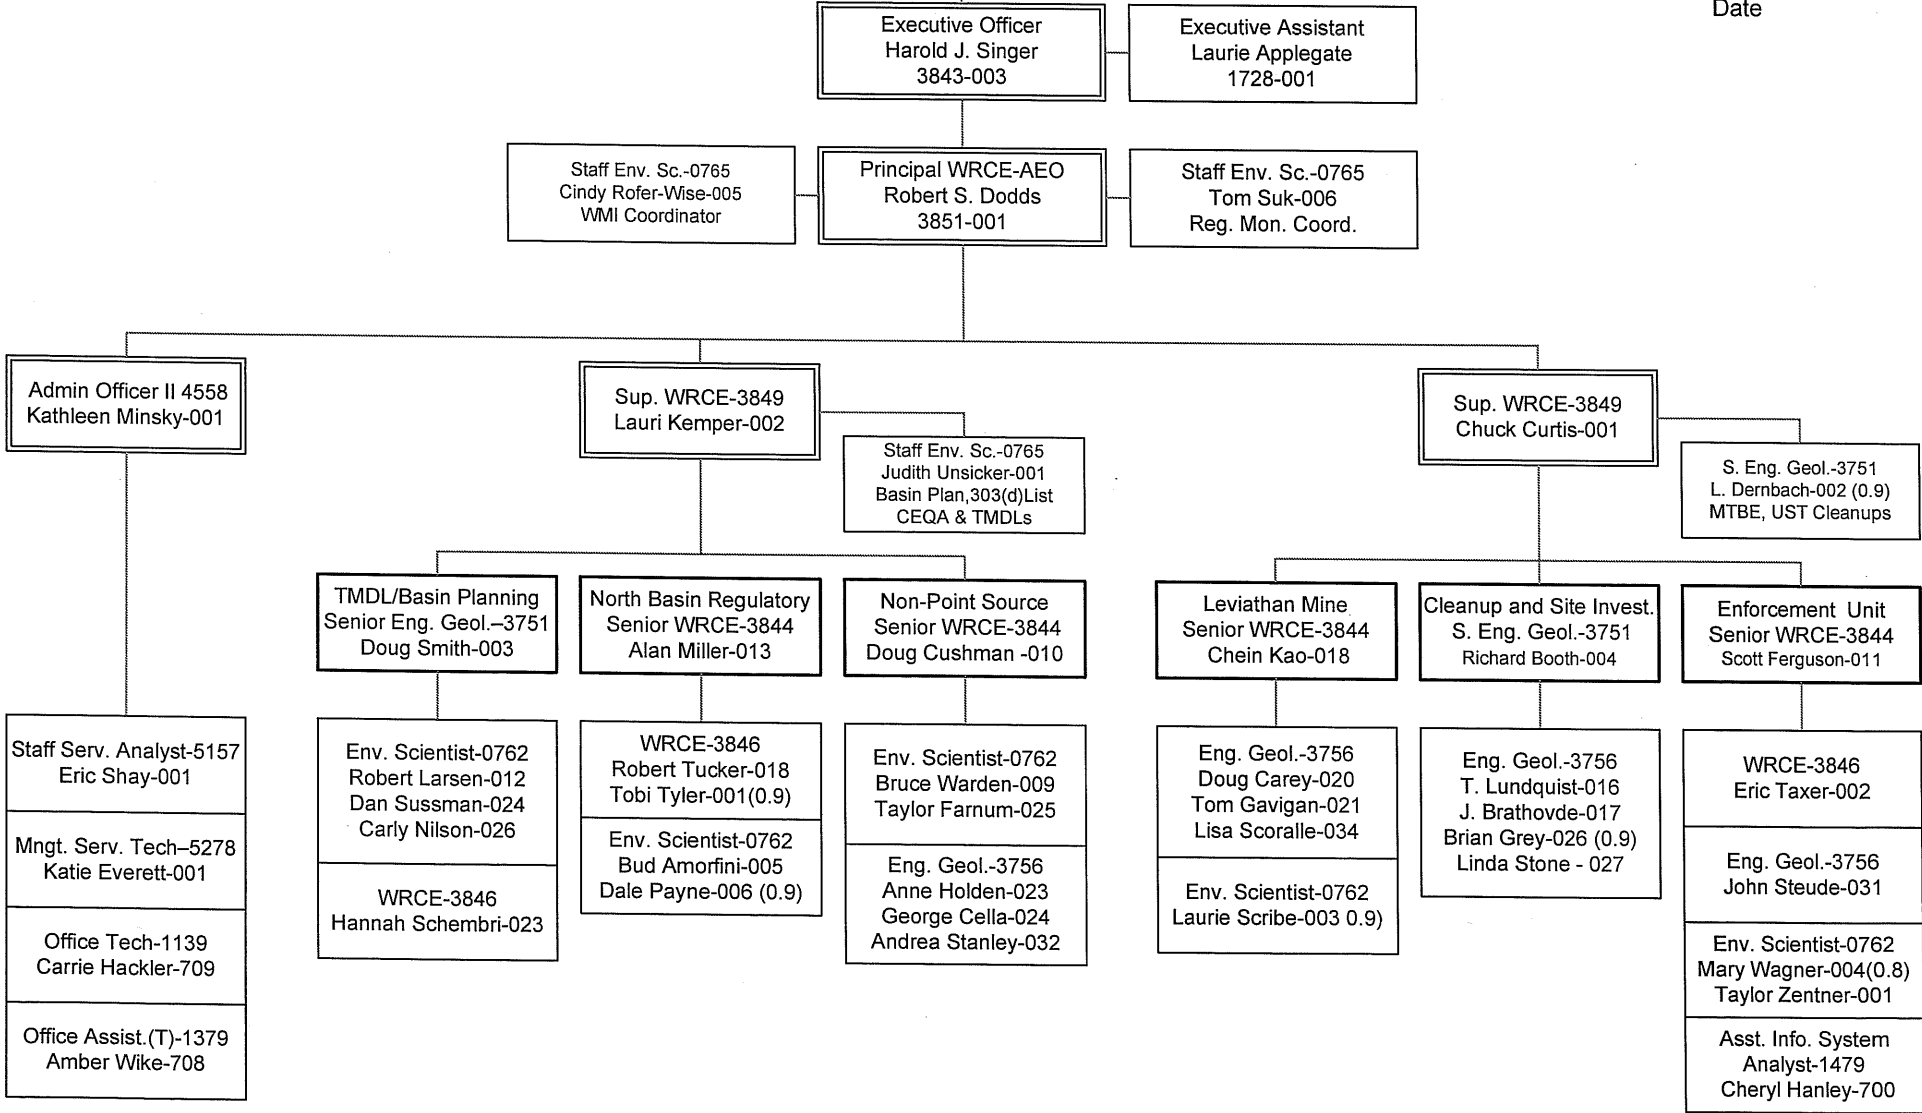 Date
Executive Officer
Harold J. Singer
3843-003
Executive Assistant
Laurie Applegate
1728-001
Staff Env. Sc.-0765
Cindy Rofer-Wise-005
WMI Coordinator
Principal WRCE-AEO
Robert S. Dodds
3851-001
Staff Env. Sc.-0765
Tom Suk-006
Reg. Mon. Coord.
Admin Officer II 4558
Kathleen Minsky-001
Sup. WRCE-3849
Lauri Kemper-002
Staff Env. Sc.-0765
Judith Unsicker-001
Basin Plan,303(d)List
CEQA & TMDLs
Sup. WRCE-3849
Chuck Curtis-001
S. Eng. Geol.-3751
L. Dernbach-002 (0.9)
MTBE, UST Cleanups
TMDL/Basin Planning
Senior Eng. Geol.–3751
Doug Smith-003
North Basin Regulatory
Senior WRCE-3844
Alan Miller-013
Non-Point Source
Senior WRCE-3844
Doug Cushman -010
Leviathan Mine
Senior WRCE-3844
Chein Kao-018
Cleanup and Site Invest.
S. Eng. Geol.-3751
Richard Booth-004
Enforcement Unit
Senior WRCE-3844
Scott Ferguson-011
Staff Serv. Analyst-5157
Eric Shay-001
Mngt. Serv. Tech–5278
Katie Everett-001
Office Tech-1139
Carrie Hackler-709
Office Assist.(T)-1379
Amber Wike-708
Env. Scientist-0762
Robert Larsen-012
Dan Sussman-024
Carly Nilson-026
WRCE-3846
Hannah Schembri-023
WRCE-3846
Robert Tucker-018
Tobi Tyler-001(0.9)
Env. Scientist-0762
Bud Amorfini-005
Dale Payne-006 (0.9)
Env. Scientist-0762
Bruce Warden-009
Taylor Farnum-025
Eng. Geol.-3756
Anne Holden-023
George Cella-024
Andrea Stanley-032
Eng. Geol.-3756
Doug Carey-020
Tom Gavigan-021
Lisa Scoralle-034
Env. Scientist-0762
Laurie Scribe-003 0.9)
Eng. Geol.-3756
T. Lundquist-016
J. Brathovde-017
Brian Grey-026 (0.9)
Linda Stone - 027
WRCE-3846
Eric Taxer-002
Eng. Geol.-3756
John Steude-031
Env. Scientist-0762
Mary Wagner-004(0.8)
Taylor Zentner-001
Asst. Info. System
Analyst-1479
Cheryl Hanley-700